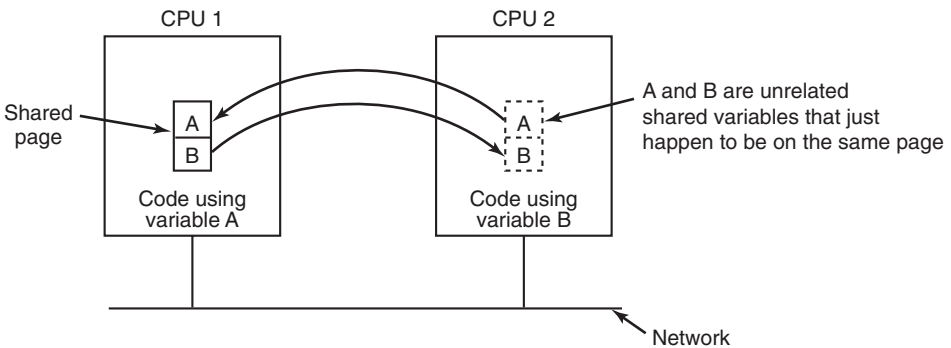 CPU 1
CPU 2
Shared
page
A
B
A
B
A and B are unrelated
shared variables that just
happen to be on the same page
Code using
variable A
Code using
variable B
Network